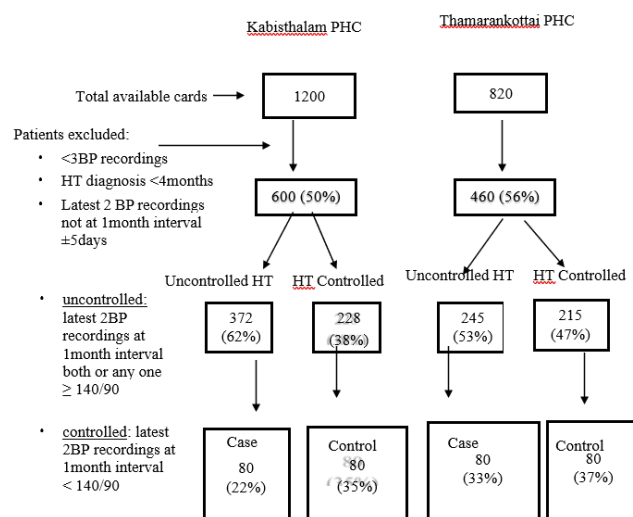 Kabisthalam PHC
Thamarankottai PHC
Total available cards
1200
820
Patients excluded:
• <3BP recordings
• HT diagnosis <4months
• Latest 2 BP recordings
not at 1month interval
±5days
600 (50%)
460 (56%)
Uncontrolled HT
HT Controlled
Uncontrolled HT
HT Controlled
• uncontrolled:
latest 2BP
recordings at
1month interval
both or any one
≥ 140/90
372
(62%)
228
(38%)
245
(53%)
215
(47%)
• controlled: latest
2BP recordings at
1month interval
< 140/90
Case
80
(22%)
Control
80
(35%)
Case
80
(33%)
Control
80
(37%)